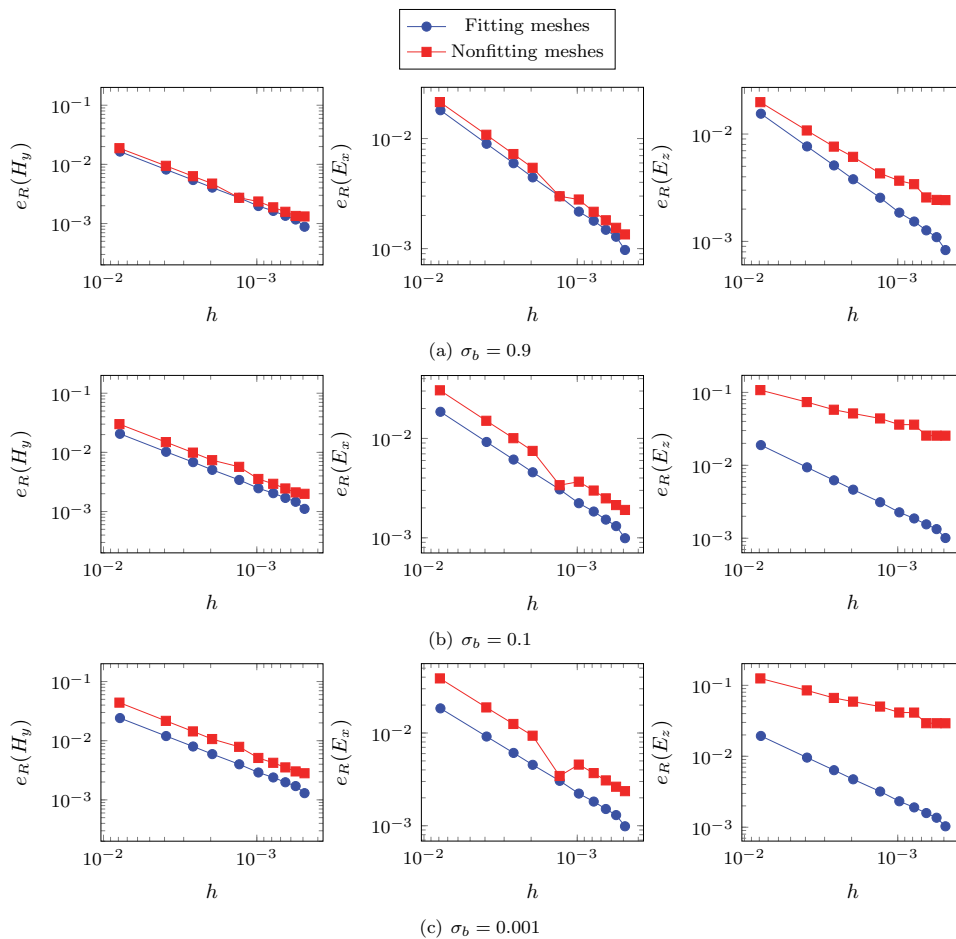 Fitting meshes
Nonfitting meshes
10^{-1}
10^{-2}
10^{-3}
e_R(H_y)
10^{-2} 10^{-3}
h
10^{-2}
10^{-3}
e_R(E_x)
10^{-2} 10^{-3}
h
10^{-2}
10^{-3}
e_R(E_z)
10^{-2} 10^{-3}
h
(a) σ_b = 0.9
10^{-1}
10^{-2}
10^{-3}
e_R(H_y)
10^{-2} 10^{-3}
h
10^{-2}
10^{-3}
e_R(E_x)
10^{-2} 10^{-3}
h
10^{-1}
10^{-2}
10^{-3}
e_R(E_z)
10^{-2} 10^{-3}
h
(b) σ_b = 0.1
10^{-1}
10^{-2}
10^{-3}
e_R(H_y)
10^{-2} 10^{-3}
h
10^{-2}
10^{-3}
e_R(E_x)
10^{-2} 10^{-3}
h
10^{-1}
10^{-2}
10^{-3}
e_R(E_z)
10^{-2} 10^{-3}
h
(c) σ_b = 0.001